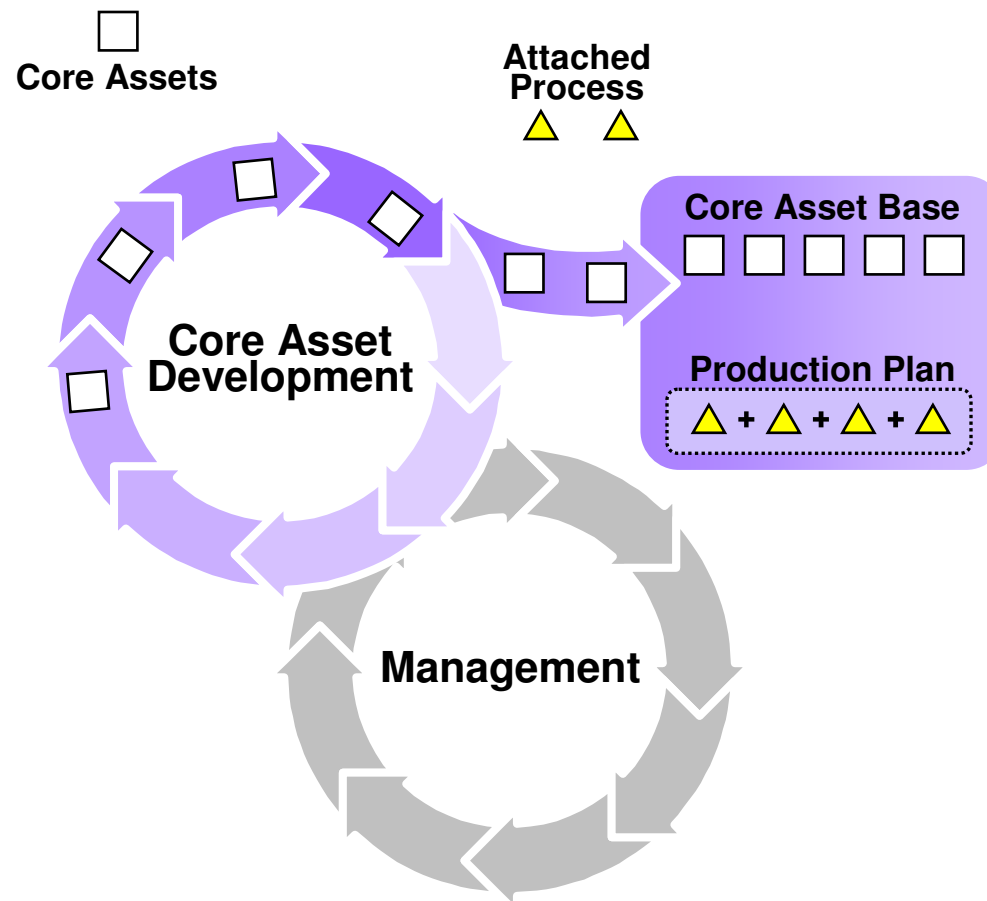 Core Assets
Attached
Process
Core Asset Base
Core Asset
Development
Production Plan
+ + +
Management